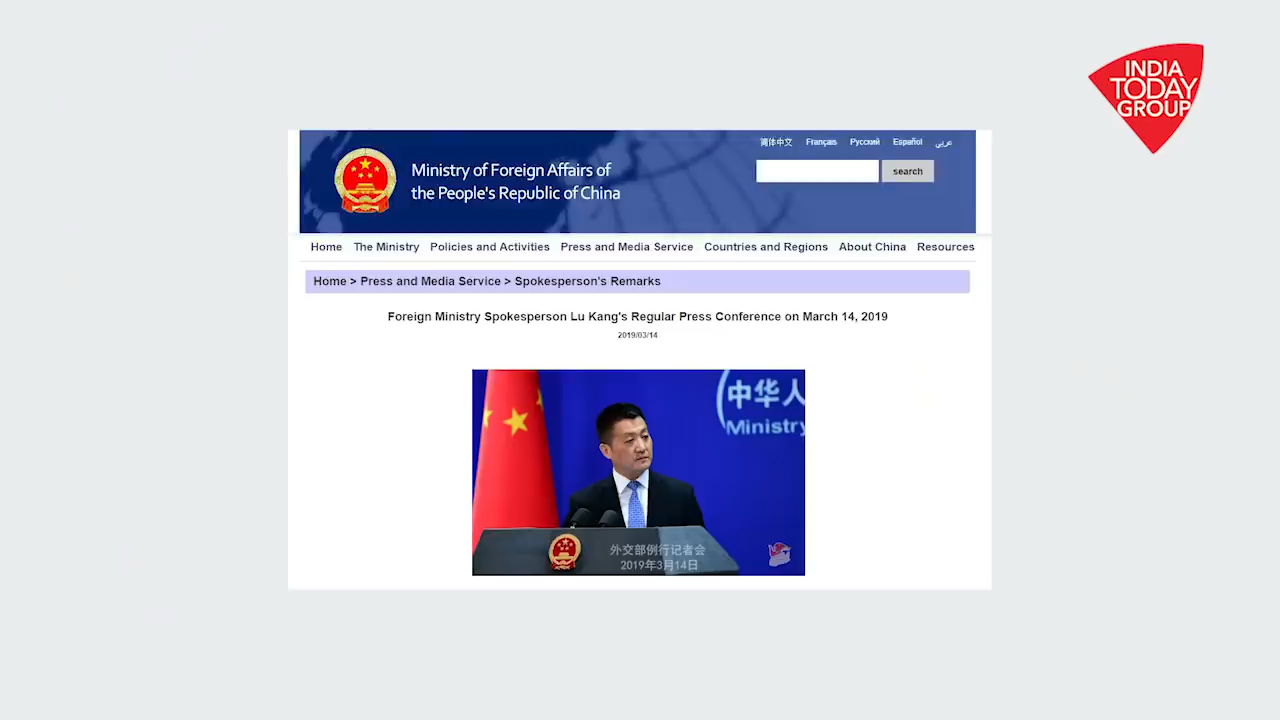 INDIA
TODAY
GROUP
简体中文 Français Русский Español عربي
Ministry of Foreign Affairs of
the People's Republic of China
search
Home The Ministry Policies and Activities Press and Media Service Countries and Regions About China Resources
Home > Press and Media Service > Spokesperson's Remarks
Foreign Ministry Spokesperson Lu Kang's Regular Press Conference on March 14, 2019
2019/03/14
中华人
Ministry
外交部例行记者会
2019年3月14日